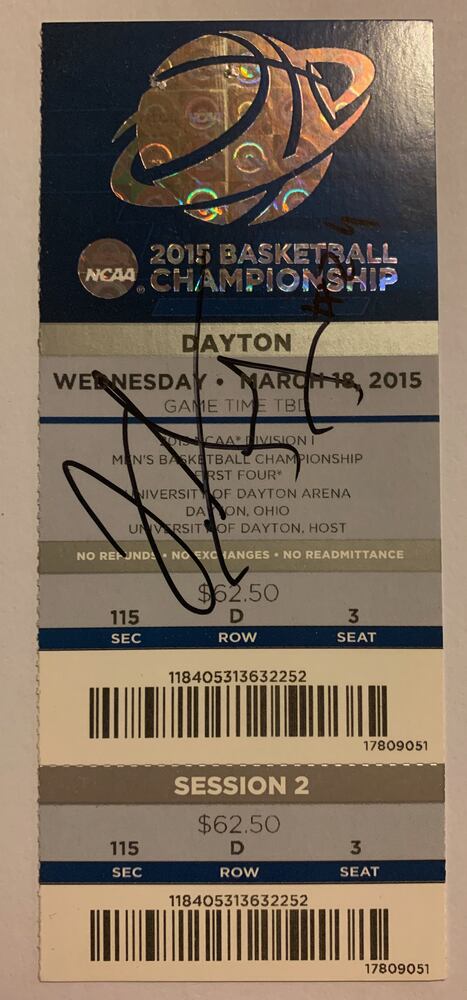 2015 BASKETBALL
NCAA® CHAMPIONSHIP
DAYTON
WEDNESDAY • MARCH 18, 2015
GAME TIME TBD
2015 NCAA® DIVISION I
MEN'S BASKETBALL CHAMPIONSHIP
FIRST FOUR®
UNIVERSITY OF DAYTON ARENA
DAYTON, OHIO
UNIVERSITY OF DAYTON, HOST
NO REFUNDS • NO EXCHANGES • NO READMITTANCE
$62.50
115 D 3
SEC ROW SEAT
118405313632252
17809051
SESSION 2
$62.50
115 D 3
SEC ROW SEAT
118405313632252
17809051